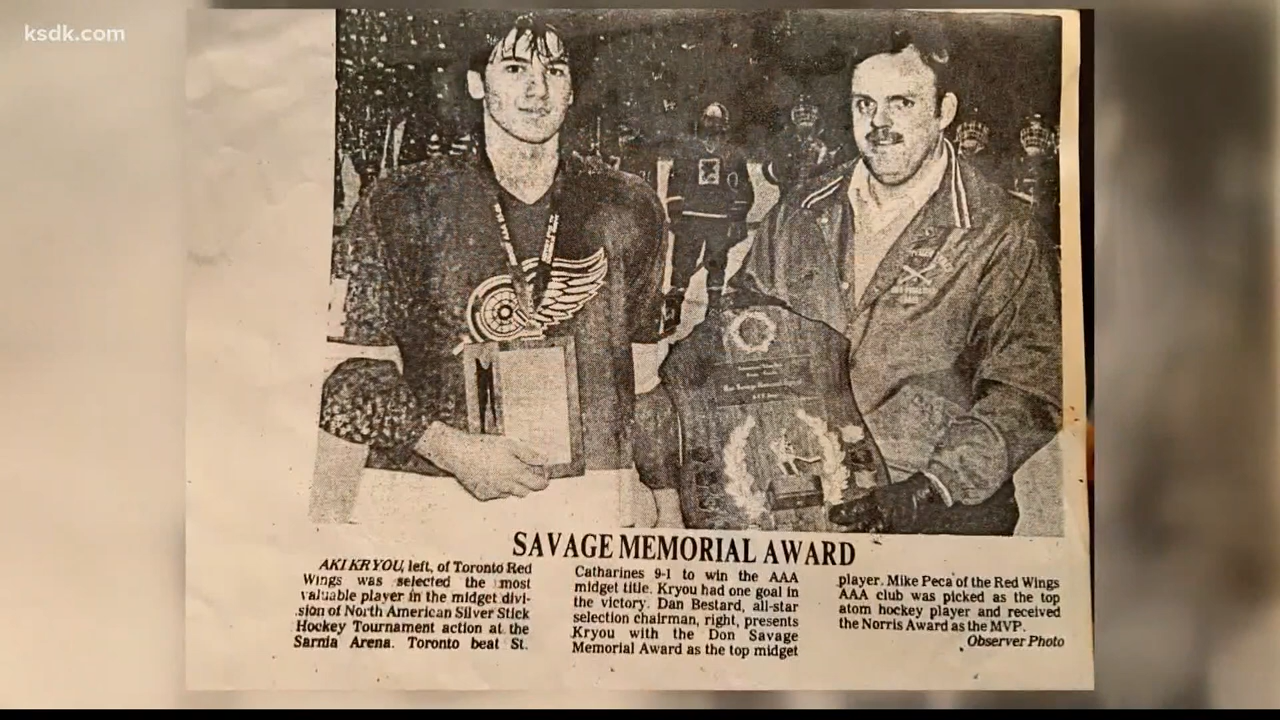 ksdk.com
SAVAGE MEMORIAL AWARD
AKI KRYOU, left, of Toronto Red
Wings was selected the most
valuable player in the midget divi-
sion of North American Silver Stick
Hockey Tournament action at the
Sarnia Arena. Toronto beat St.
Catharines 9-1 to win the AAA
midget title. Kryou had one goal in
the victory. Dan Bestard, all-star
selection chairman, right, presents
Kryou with the Don Savage
Memorial Award as the top midget
player. Mike Peca of the Red Wings
AAA club was picked as the top
atom hockey player and received
the Norris Award as the MVP.
Observer Photo